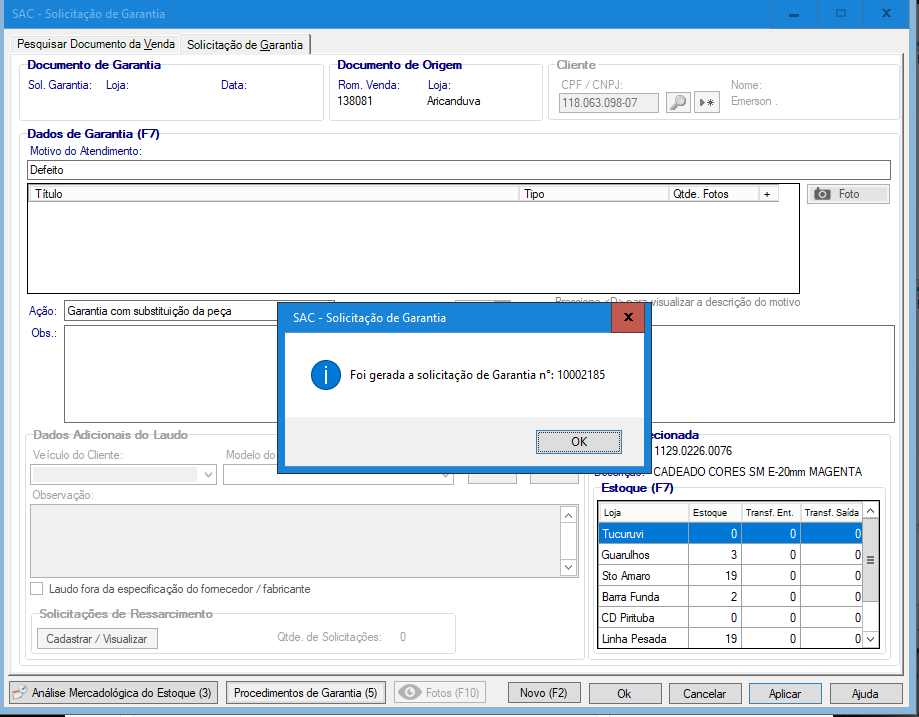 SAC - Solicitação de Garantia
Pesquisar Documento da Venda
Solicitação de Garantia
Documento de Garantia
Sol. Garantia: Loja: Data:
Documento de Origem
Rom. Venda: Loja:
138081 Aricanduva
Cliente
CPF / CNPJ: Nome:
118.063.098-07 Emerson .
Dados de Garantia (F7)
Motivo do Atendimento:
Defeito
Título Tipo Qtde. Fotos +
Foto
Pressione <D> para visualizar a descrição do motivo
Ação: Garantia com substituição da peça
Obs.:
SAC - Solicitação de Garantia
Foi gerada a solicitação de Garantia n°: 10002185
OK
Dados Adicionais do Laudo
Veículo do Cliente: Modelo do
Observação:
Laudo fora da especificação do fornecedor / fabricante
Solicitações de Ressarcimento
Cadastrar / Visualizar Qtde. de Solicitações: 0
1129.0226.0076
CADEADO CORES SM E-20mm MAGENTA
Estoque (F7)
Loja Estoque Transf. Ent. Transf. Saída
Tucuruvi 0 0 0
Guarulhos 3 0 0
Sto Amaro 19 0 0
Barra Funda 2 0 0
CD Pirituba 0 0 0
Linha Pesada 19 0 0
Análise Mercadológica do Estoque (3) Procedimentos de Garantia (5) Fotos (F10) Novo (F2) Ok Cancelar Aplicar Ajuda